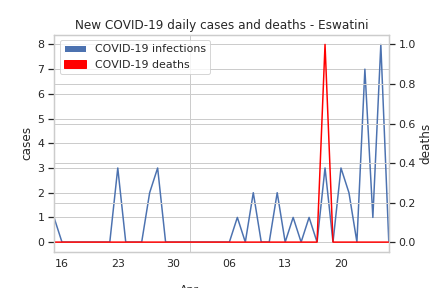 New COVID-19 daily cases and deaths - Eswatini
COVID-19 infections
COVID-19 deaths
8
7
6
5
4
3
2
1
0
cases
1.0
0.8
0.6
0.4
0.2
0.0
deaths
16 23 30 06 13 20